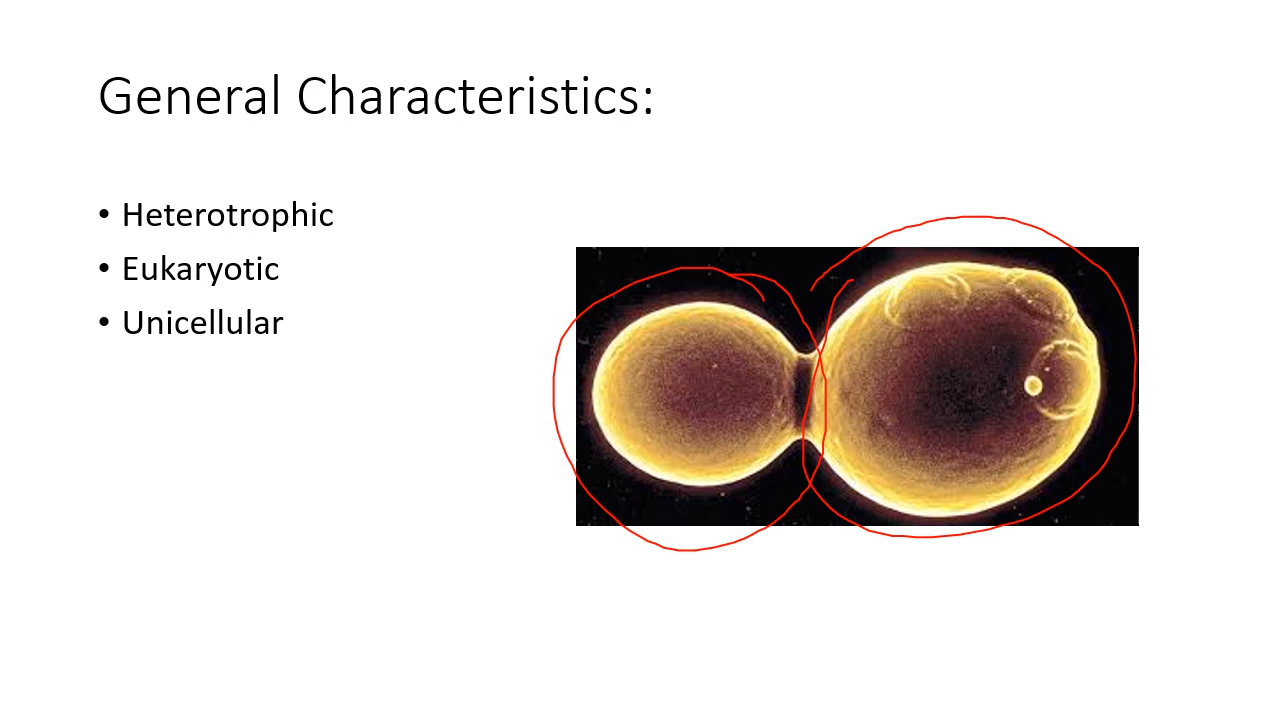 General Characteristics:
• Heterotrophic
• Eukaryotic
• Unicellular